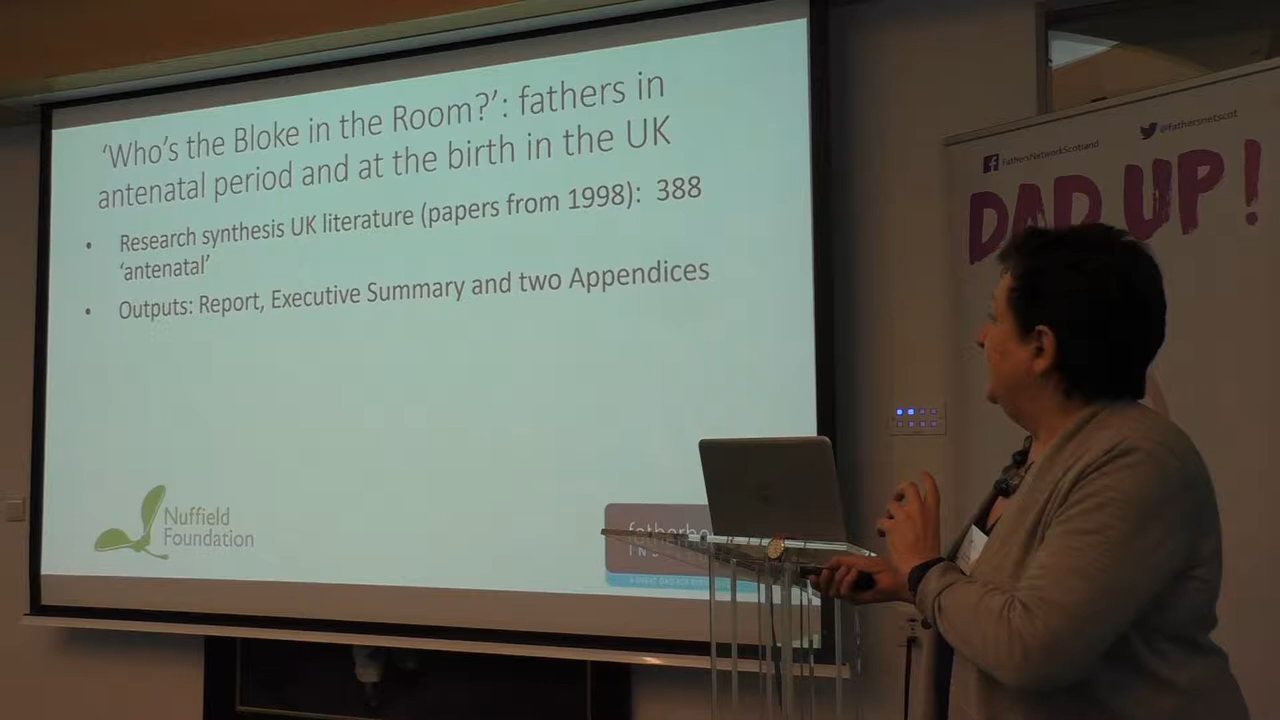 'Who's the Bloke in the Room?': fathers in
antenatal period and at the birth in the UK
• Research synthesis UK literature (papers from 1998): 388
'antenatal'
• Outputs: Report, Executive Summary and two Appendices
Nuffield
Foundation
FathersNetworkScotland
@fathersnetscot
DAD UP!